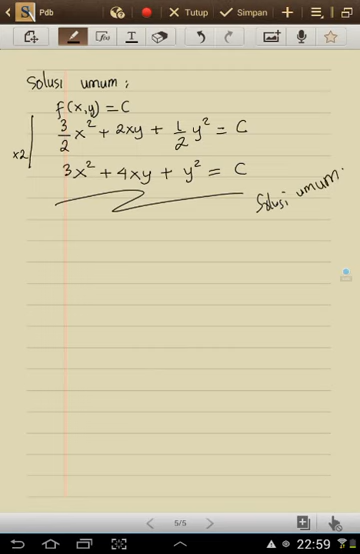 Pdb
Tutup
Simpan
Solusi umum :
f(x,y) = C
x2 | 3/2 x² + 2xy + 1/2 y² = C
3x² + 4xy + y² = C
Solusi umum.
5/5
22:59